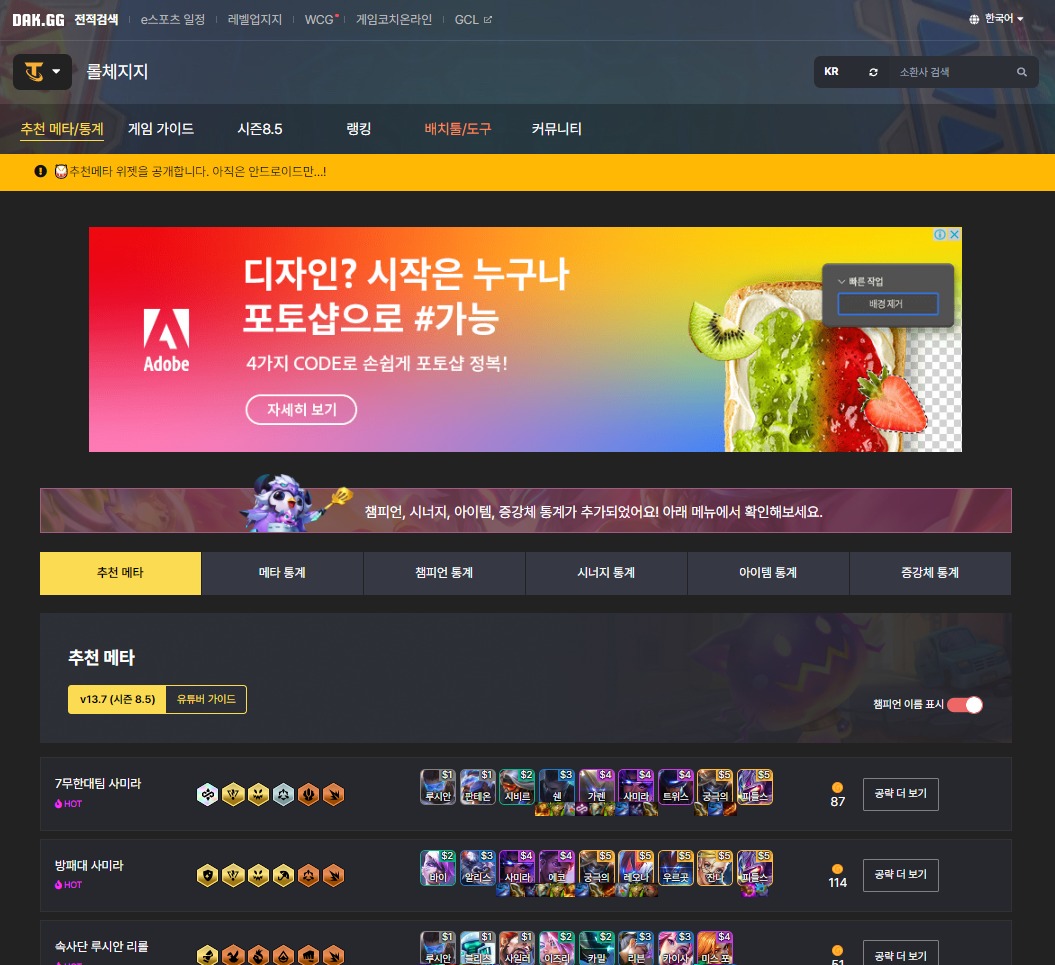 DAK.GG 전적검색 e스포츠 일정 레벨업지지 WCG 게임코치온라인 GCL 한국어
롤체지지 KR 소환사 검색
추천 메타/통계 게임 가이드 시즌8.5 랭킹 배치툴/도구 커뮤니티
추천메타 위젯을 공개합니다. 아직은 안드로이드만...!
디자인? 시작은 누구나
포토샵으로 #가능
4가지 CODE로 손쉽게 포토샵 정복!
자세히 보기
Adobe
빠른 작업
배경 제거
챔피언, 시너지, 아이템, 증강체 통계가 추가되었어요! 아래 메뉴에서 확인해보세요.
추천 메타 메타 통계 챔피언 통계 시너지 통계 아이템 통계 증강체 통계
추천 메타
v13.7 (시즌 8.5) 유튜버 가이드
챔피언 이름 표시
7무한대팀 사미라
HOT
$1 $1 $2 $3 $4 $4 $4 $5 $5
루시안 판테온 시비르 쉔 가렌 사미라 트위스 궁극의 피들스
87
공략 더 보기
방패대 사미라
HOT
$2 $3 $4 $4 $5 $5 $5 $5 $5
바이 알리스 사미라 에코 궁극의 레오나 우르곳 잔나 피들스
114
공략 더 보기
속사단 루시안 리롤
HOT
$1 $1 $1 $2 $2 $3 $3 $4
루시안 블리츠 사일러 이즈리 카밀 리븐 카이사 미스 포
51
공략 더 보기